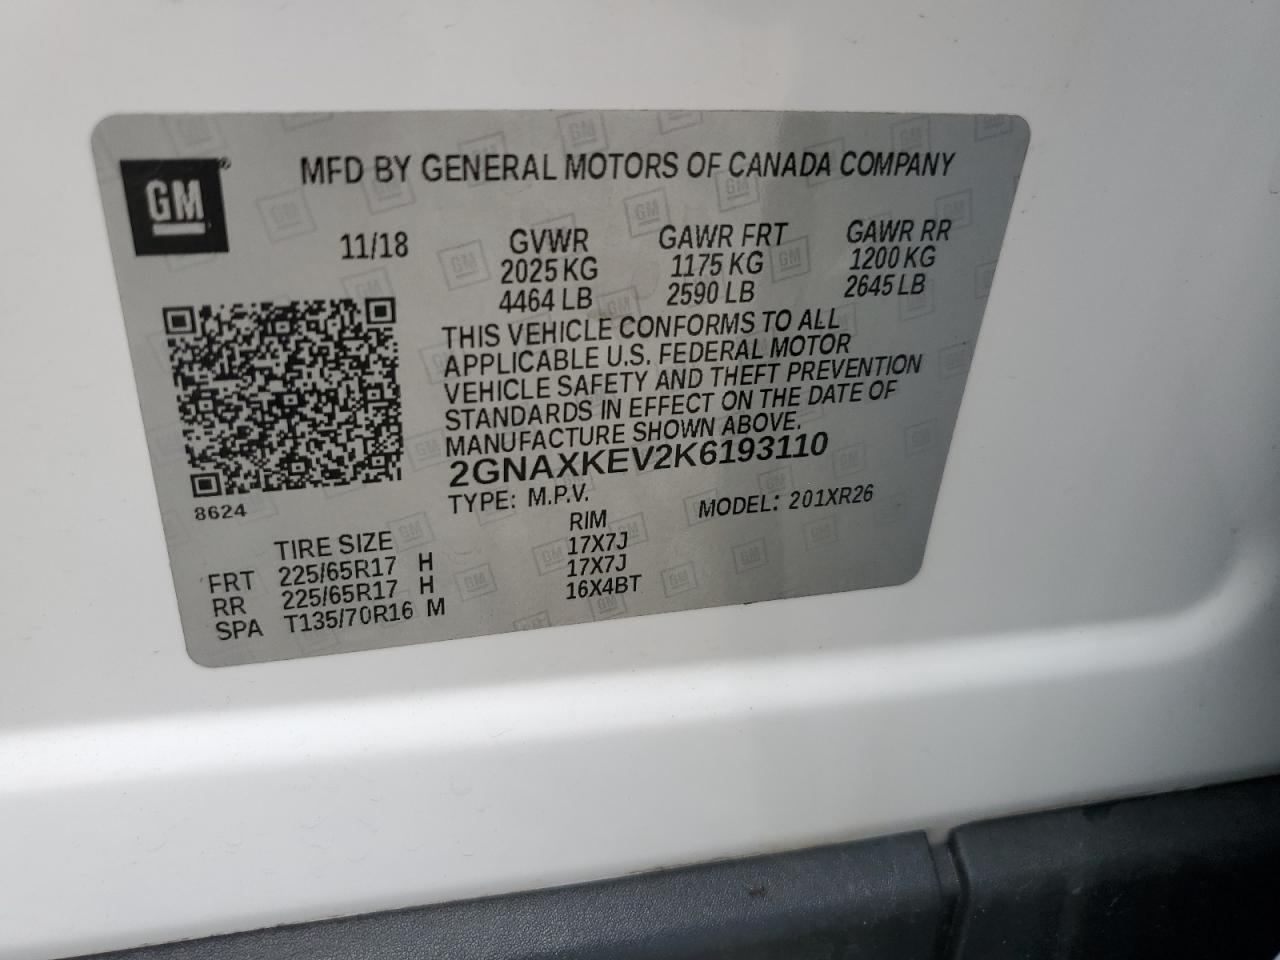 GM®
MFD BY GENERAL MOTORS OF CANADA COMPANY
11/18 GVWR GAWR FRT GAWR RR
2025 KG 1175 KG 1200 KG
4464 LB 2590 LB 2645 LB
THIS VEHICLE CONFORMS TO ALL
APPLICABLE U.S. FEDERAL MOTOR
VEHICLE SAFETY AND THEFT PREVENTION
STANDARDS IN EFFECT ON THE DATE OF
MANUFACTURE SHOWN ABOVE.
2GNAXKEV2K6193110
TYPE: M.P.V. MODEL: 201XR26
8624
TIRE SIZE RIM
FRT 225/65R17 H 17X7J
RR 225/65R17 H 17X7J
SPA T135/70R16 M 16X4BT